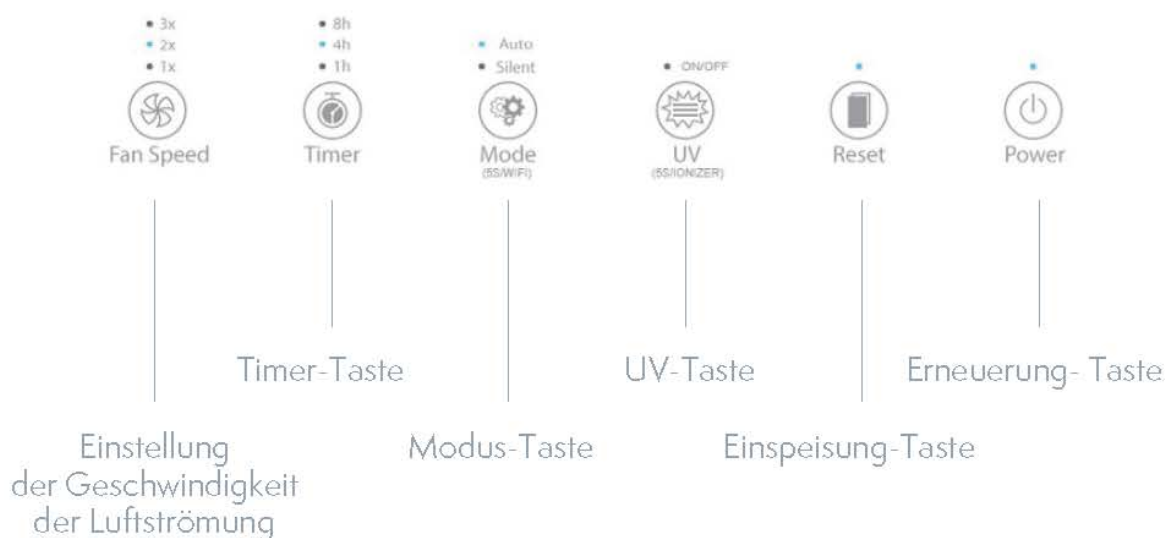 3x
2x
1x
Fan Speed
8h
4h
1h
Timer
Auto
Silent
Mode
(5S/WIFI)
ON/OFF
UV
(5S/IONIZER)
Reset
Power
Timer-Taste
UV-Taste
Erneuerung- Taste
Einstellung
der Geschwindigkeit
der Luftströmung
Modus-Taste
Einspeisung-Taste